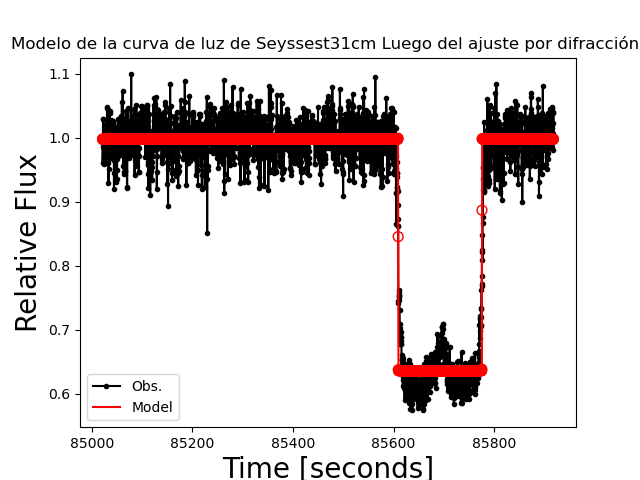 Modelo de la curva de luz de Seyssest31cm Luego del ajuste por difracción
1.1
1.0
0.9
0.8
0.7
0.6
Relative Flux
Obs.
Model
85000 85200 85400 85600 85800
Time [seconds]